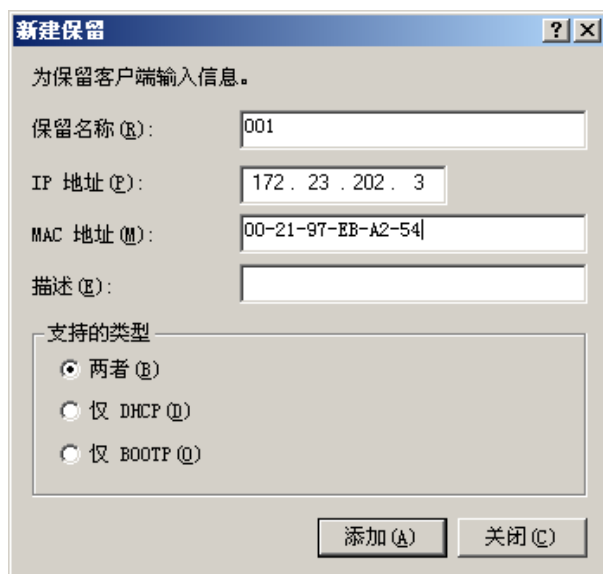 新建保留
为保留客户端输入信息。
保留名称(R): 001
IP 地址(P): 172 . 23 . 202 . 3
MAC 地址(M): 00-21-97-EB-A2-54
描述(E):
支持的类型
两者(B)
仅 DHCP(D)
仅 BOOTP(O)
添加(A) 关闭(C)